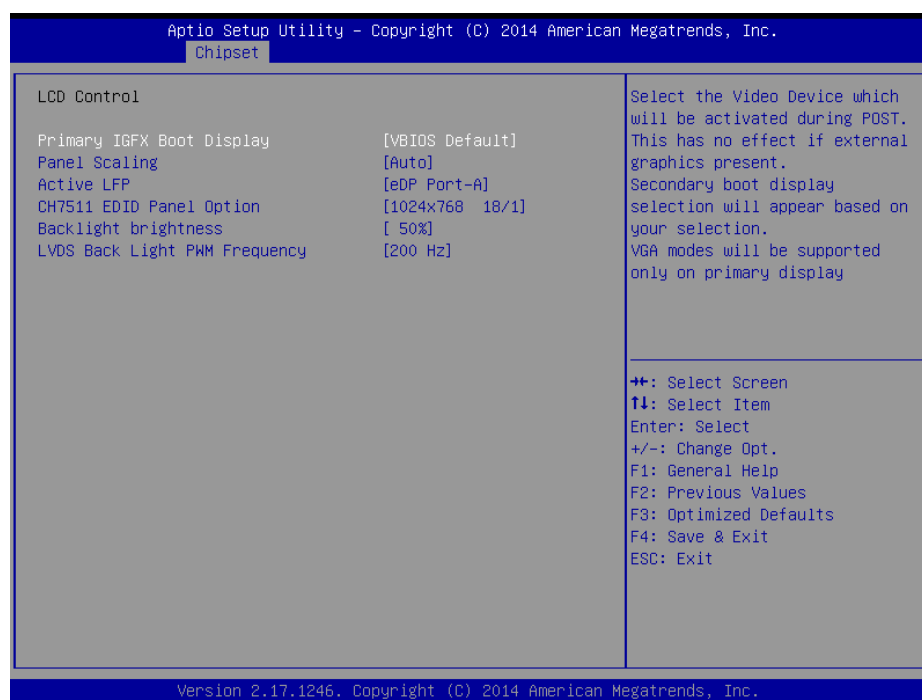 Aptio Setup Utility – Copyright (C) 2014 American Megatrends, Inc.
Chipset
LCD Control
Primary IGFX Boot Display [VBIOS Default]
Panel Scaling [Auto]
Active LFP [eDP Port-A]
CH7511 EDID Panel Option [1024x768 18/1]
Backlight brightness [ 50%]
LVDS Back Light PWM Frequency [200 Hz]
Select the Video Device which
will be activated during POST.
This has no effect if external
graphics present.
Secondary boot display
selection will appear based on
your selection.
VGA modes will be supported
only on primary display
→←: Select Screen
↑↓: Select Item
Enter: Select
+/-: Change Opt.
F1: General Help
F2: Previous Values
F3: Optimized Defaults
F4: Save & Exit
ESC: Exit
Version 2.17.1246. Copyright (C) 2014 American Megatrends, Inc.